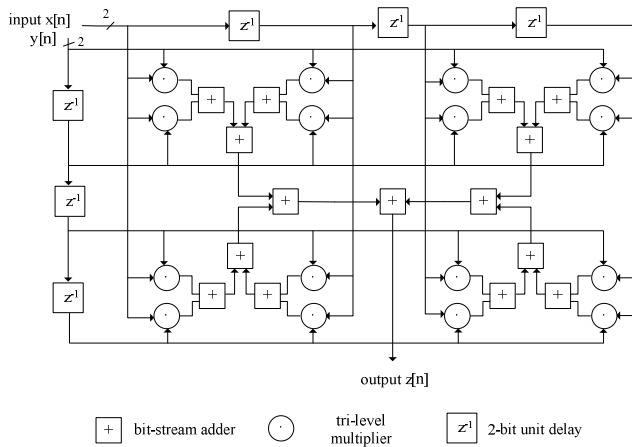 input x[n]
2
z⁻¹
z⁻¹
z⁻¹
y[n]
2
· · · ·
+ + + +
z⁻¹
· · · ·
+ +
z⁻¹
+ + +
+ +
· · · ·
z⁻¹
+ + + +
· · · ·
output z[n]
+ bit-stream adder
· tri-level
multiplier
z⁻¹ 2-bit unit delay